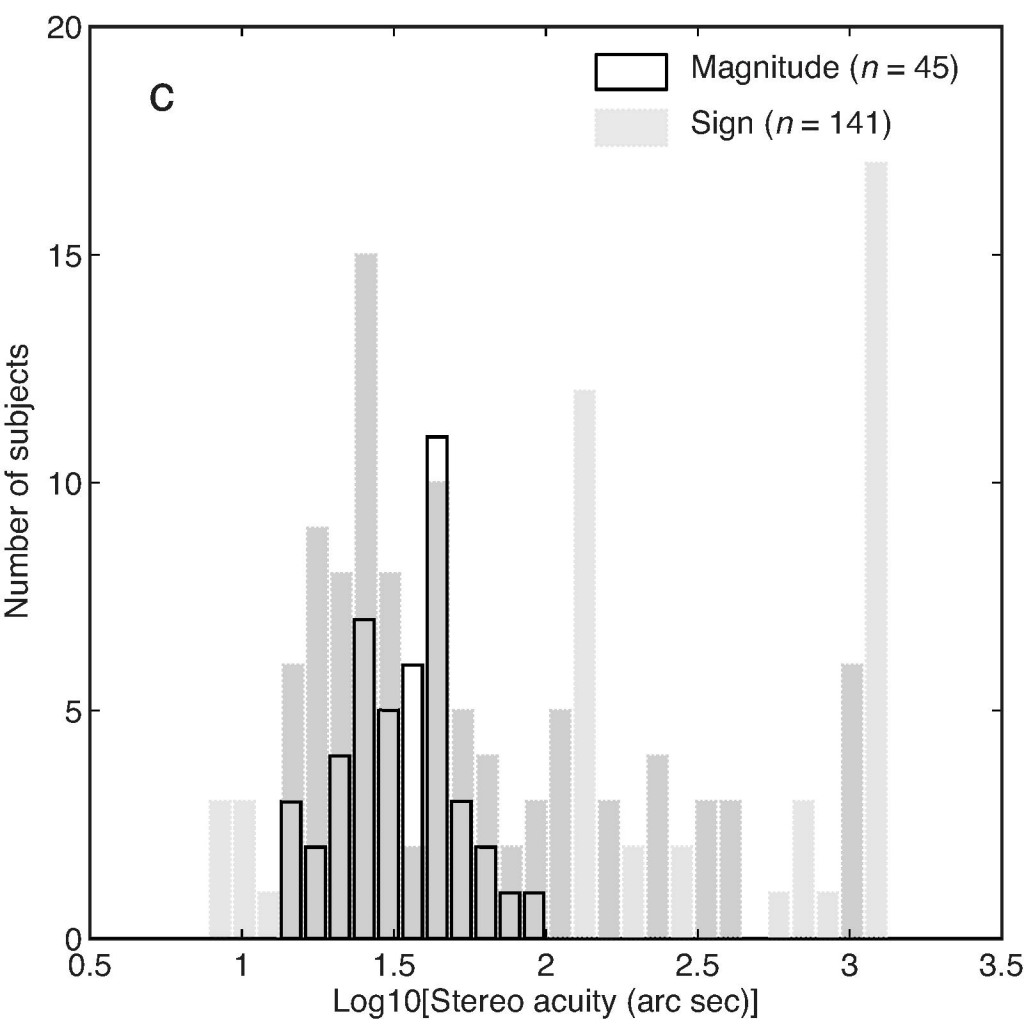 C
Magnitude (n = 45)
Sign (n = 141)
Number of subjects
20
15
10
5
0
0.5 1 1.5 2 2.5 3 3.5
Log10[Stereo acuity (arc sec)]